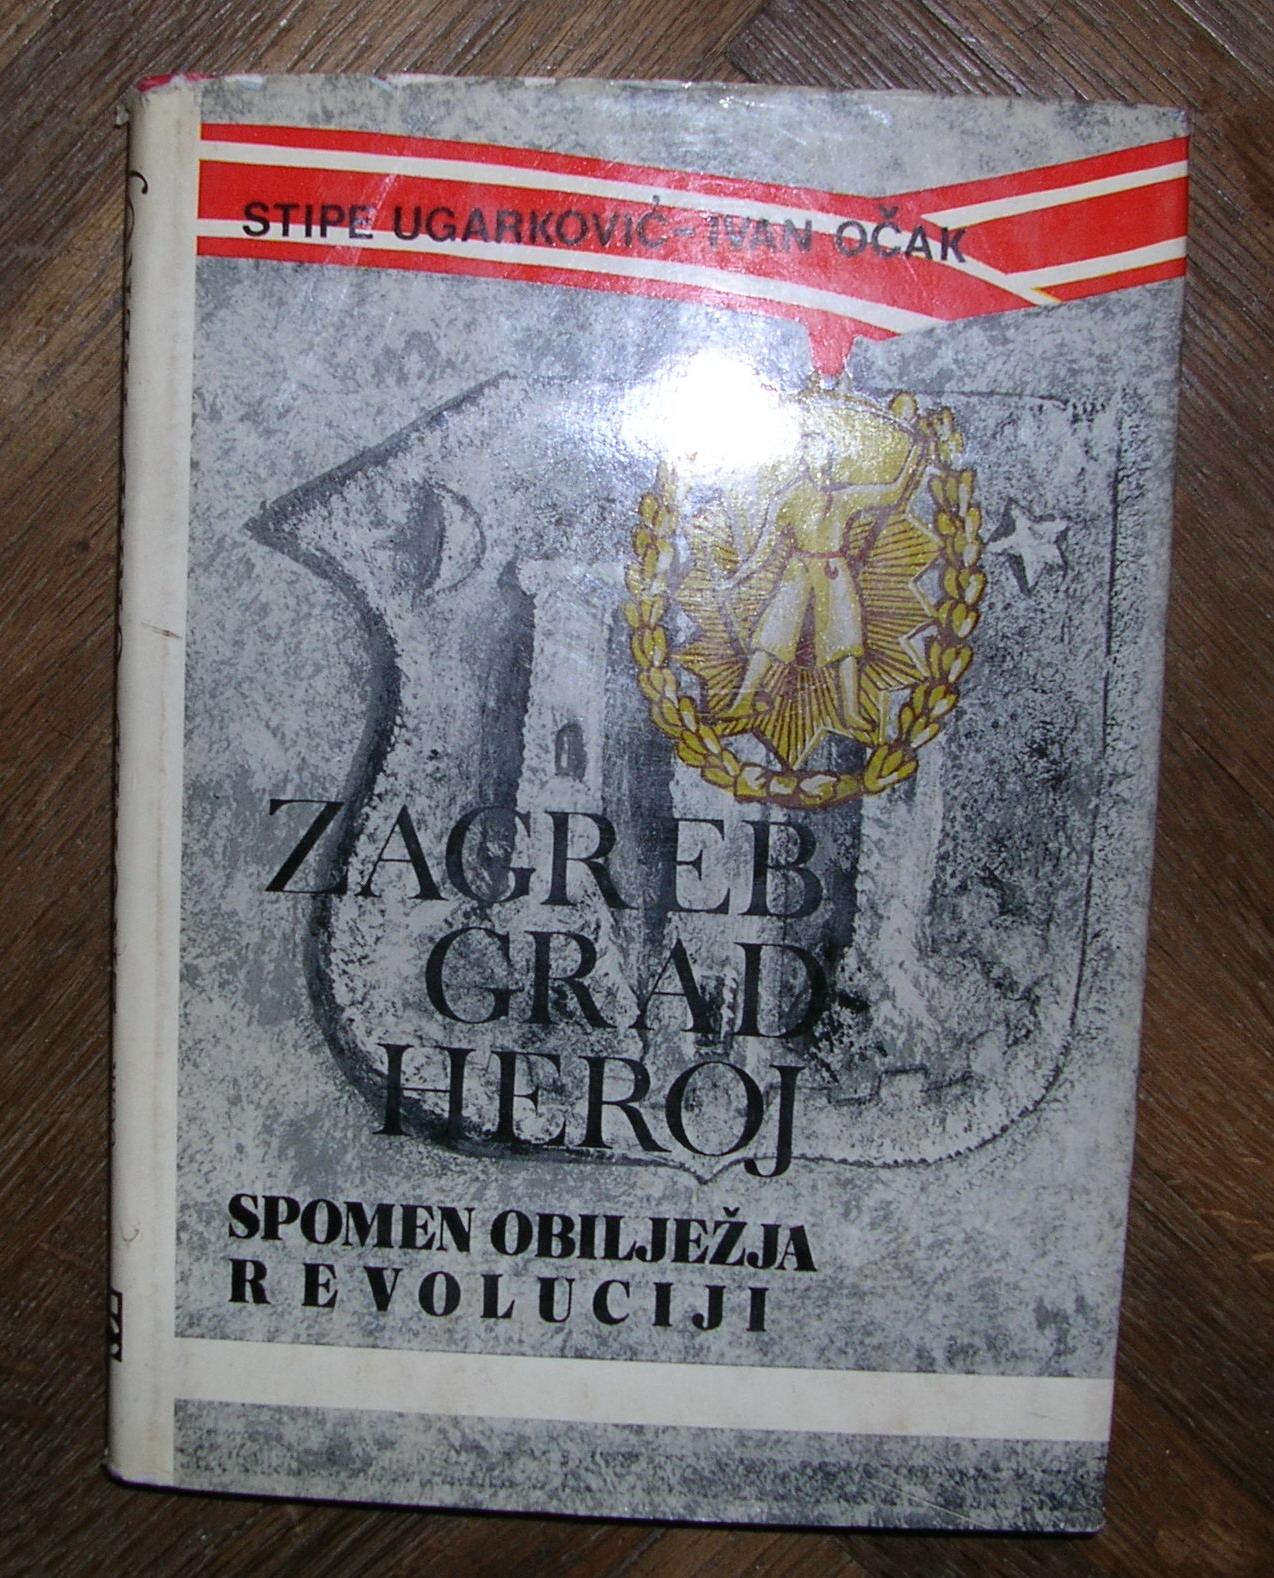 STIPE UGARKOVIĆ - IVAN OČAK
ZAGREB
GRAD
HEROJ
SPOMEN OBILJEŽJA
REVOLUCIJI